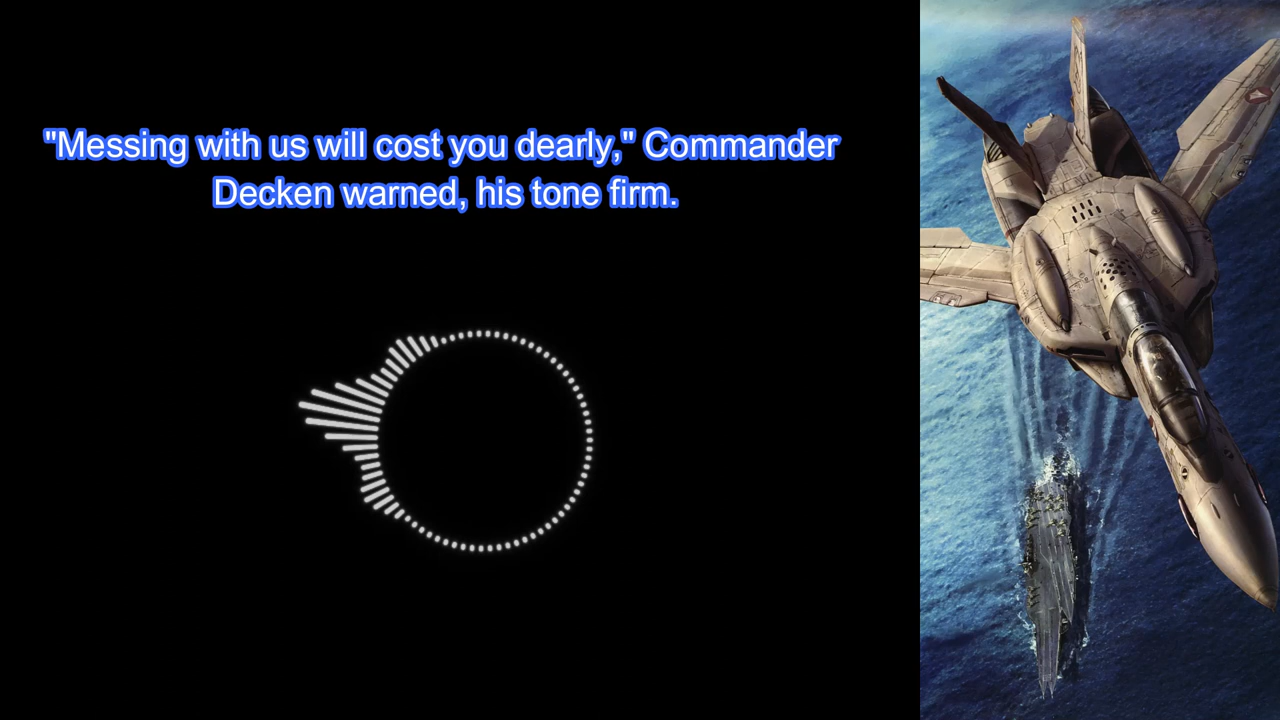 "Messing with us will cost you dearly," Commander
Decken warned, his tone firm.